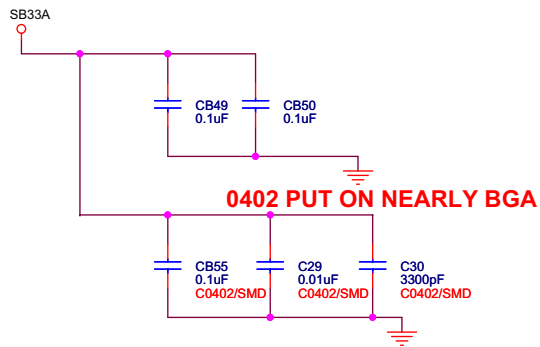 SB33A
CB49
0.1uF
CB50
0.1uF
0402 PUT ON NEARLY BGA
CB55
0.1uF
C0402/SMD
C29
0.01uF
C0402/SMD
C30
3300pF
C0402/SMD